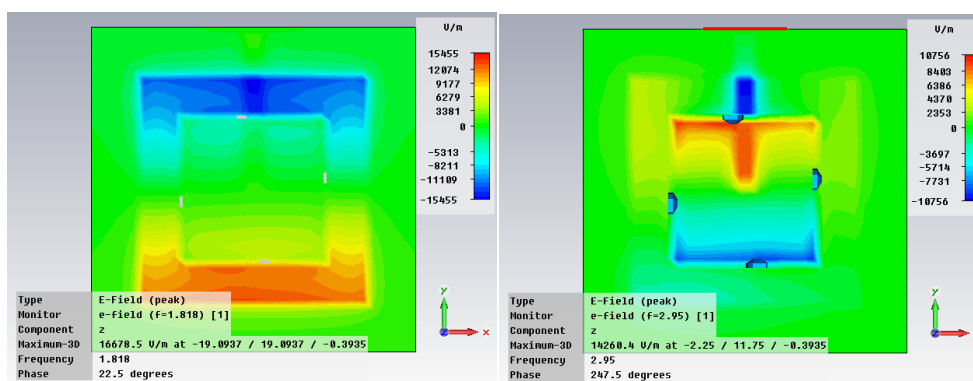 V/m
15455
12074
9177
6279
3381
0
-5313
-8211
-11109
-15455
Type E-Field (peak)
Monitor e-field (f=1.818) [1]
Component z
Maximum-3D 16678.5 V/m at -19.0937 / 19.0937 / -0.3935
Frequency 1.818
Phase 22.5 degrees
y
x
z
V/m
10756
8403
6386
4370
2353
0
-3697
-5714
-7731
-10756
Type E-Field (peak)
Monitor e-field (f=2.95) [1]
Component z
Maximum-3D 14260.4 V/m at -2.25 / 11.75 / -0.3935
Frequency 2.95
Phase 247.5 degrees
y
x
z